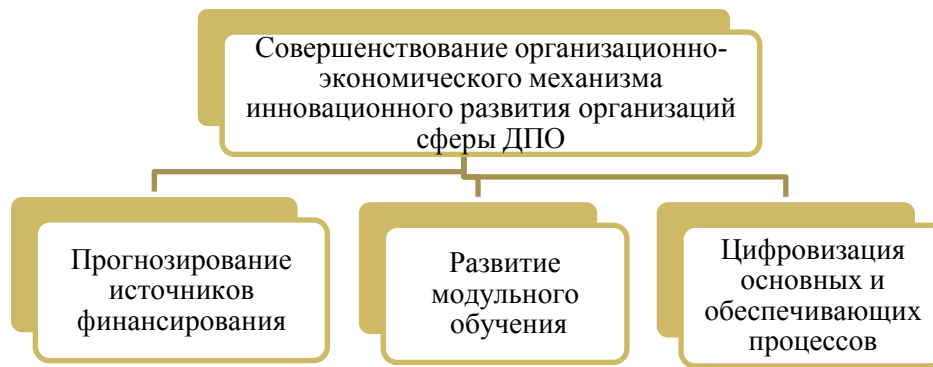 Совершенствование организационно-
экономического механизма
инновационного развития организаций
сферы ДПО
Прогнозирование
источников
финансирования
Развитие
модульного
обучения
Цифровизация
основных и
обеспечивающих
процессов